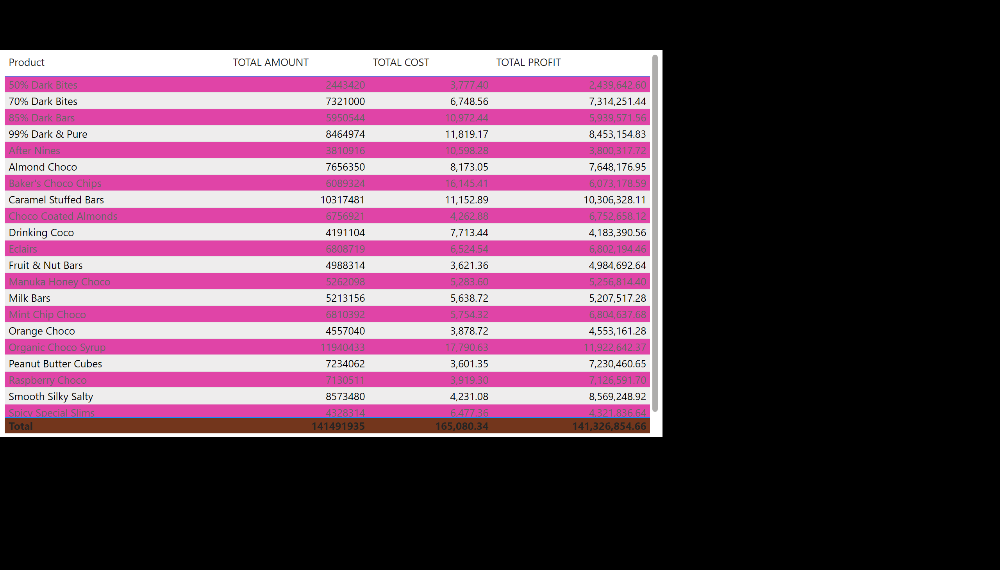 Product TOTAL AMOUNT TOTAL COST TOTAL PROFIT
50% Dark Bites 2443420 3,777.40 2,439,642.60
70% Dark Bites 7321000 6,748.56 7,314,251.44
85% Dark Bars 5950544 10,972.44 5,939,571.56
99% Dark & Pure 8464974 11,819.17 8,453,154.83
After Nines 3810916 10,598.28 3,800,317.72
Almond Choco 7656350 8,173.05 7,648,176.95
Baker's Choco Chips 6089324 16,145.41 6,073,178.59
Caramel Stuffed Bars 10317481 11,152.89 10,306,328.11
Choco Coated Almonds 6756921 4,262.88 6,752,658.12
Drinking Coco 4191104 7,713.44 4,183,390.56
Eclairs 6808719 6,524.54 6,802,194.46
Fruit & Nut Bars 4988314 3,621.36 4,984,692.64
Manuka Honey Choco 5262098 5,283.60 5,256,814.40
Milk Bars 5213156 5,638.72 5,207,517.28
Mint Chip Choco 6810392 5,754.32 6,804,637.68
Orange Choco 4557040 3,878.72 4,553,161.28
Organic Choco Syrup 11940433 17,790.63 11,922,642.37
Peanut Butter Cubes 7234062 3,601.35 7,230,460.65
Raspberry Choco 7130511 3,919.30 7,126,591.70
Smooth Silky Salty 8573480 4,231.08 8,569,248.92
Spicy Special Slims 4328314 6,477.36 4,321,836.64
Total 141491935 165,080.34 141,326,854.66